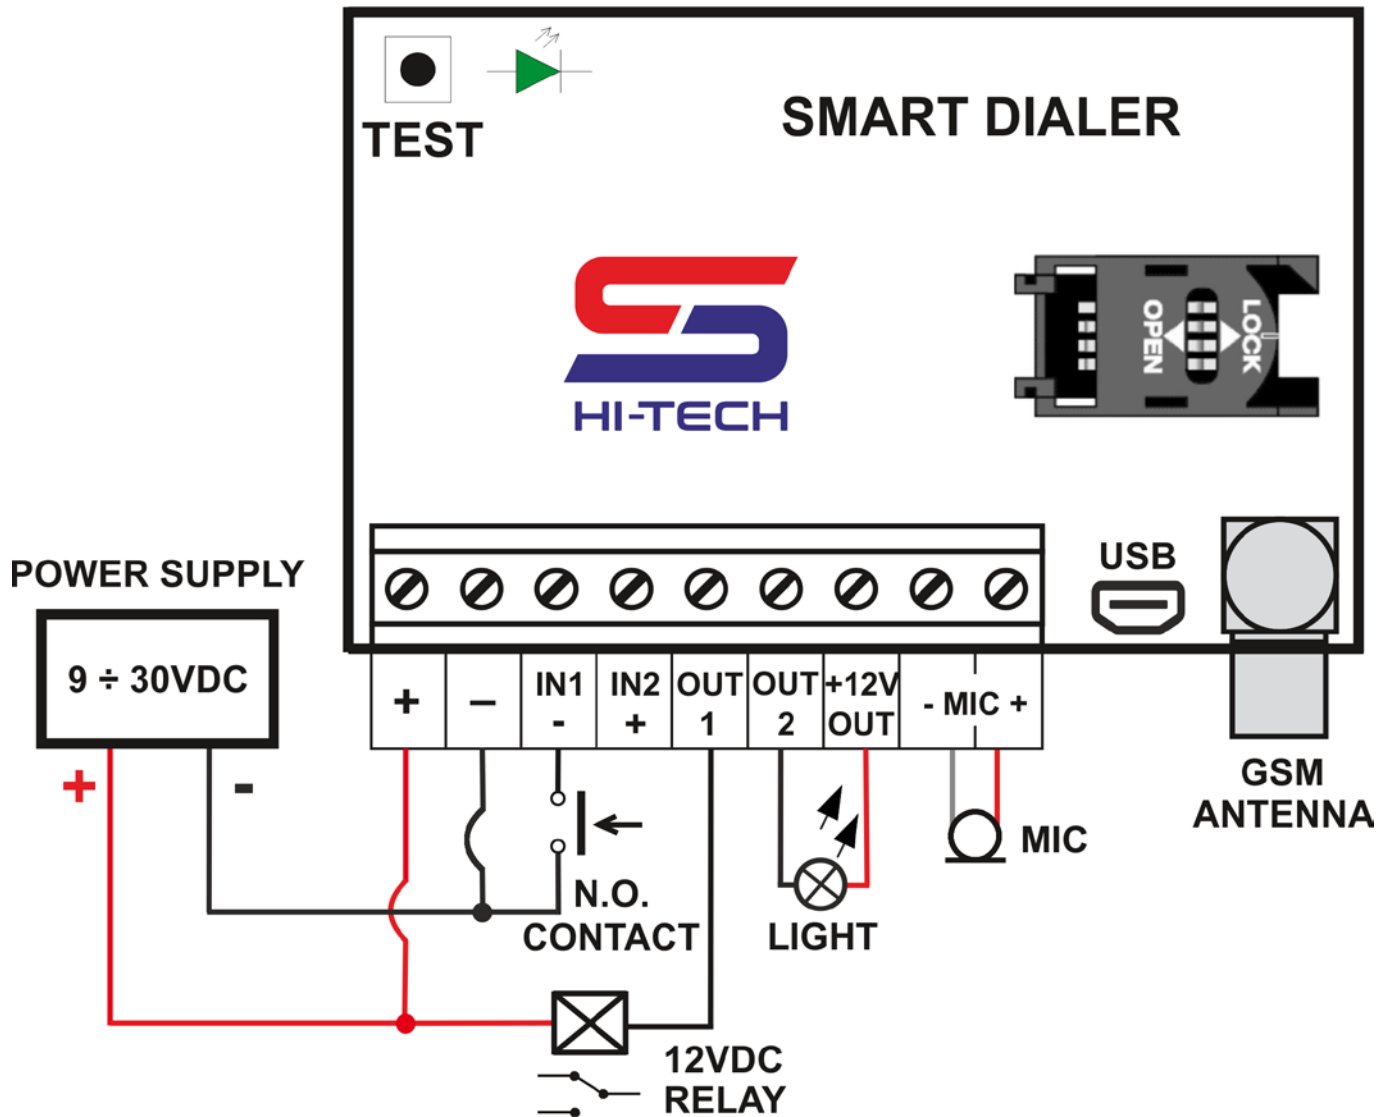 TEST
SMART DIALER
HI-TECH
OPEN
LOCK
USB
POWER SUPPLY
9 ÷ 30VDC
+
-
+
–
IN1
-
IN2
+
OUT
1
OUT
2
+12V
OUT
- MIC +
GSM
ANTENNA
MIC
N.O.
CONTACT
LIGHT
12VDC
RELAY